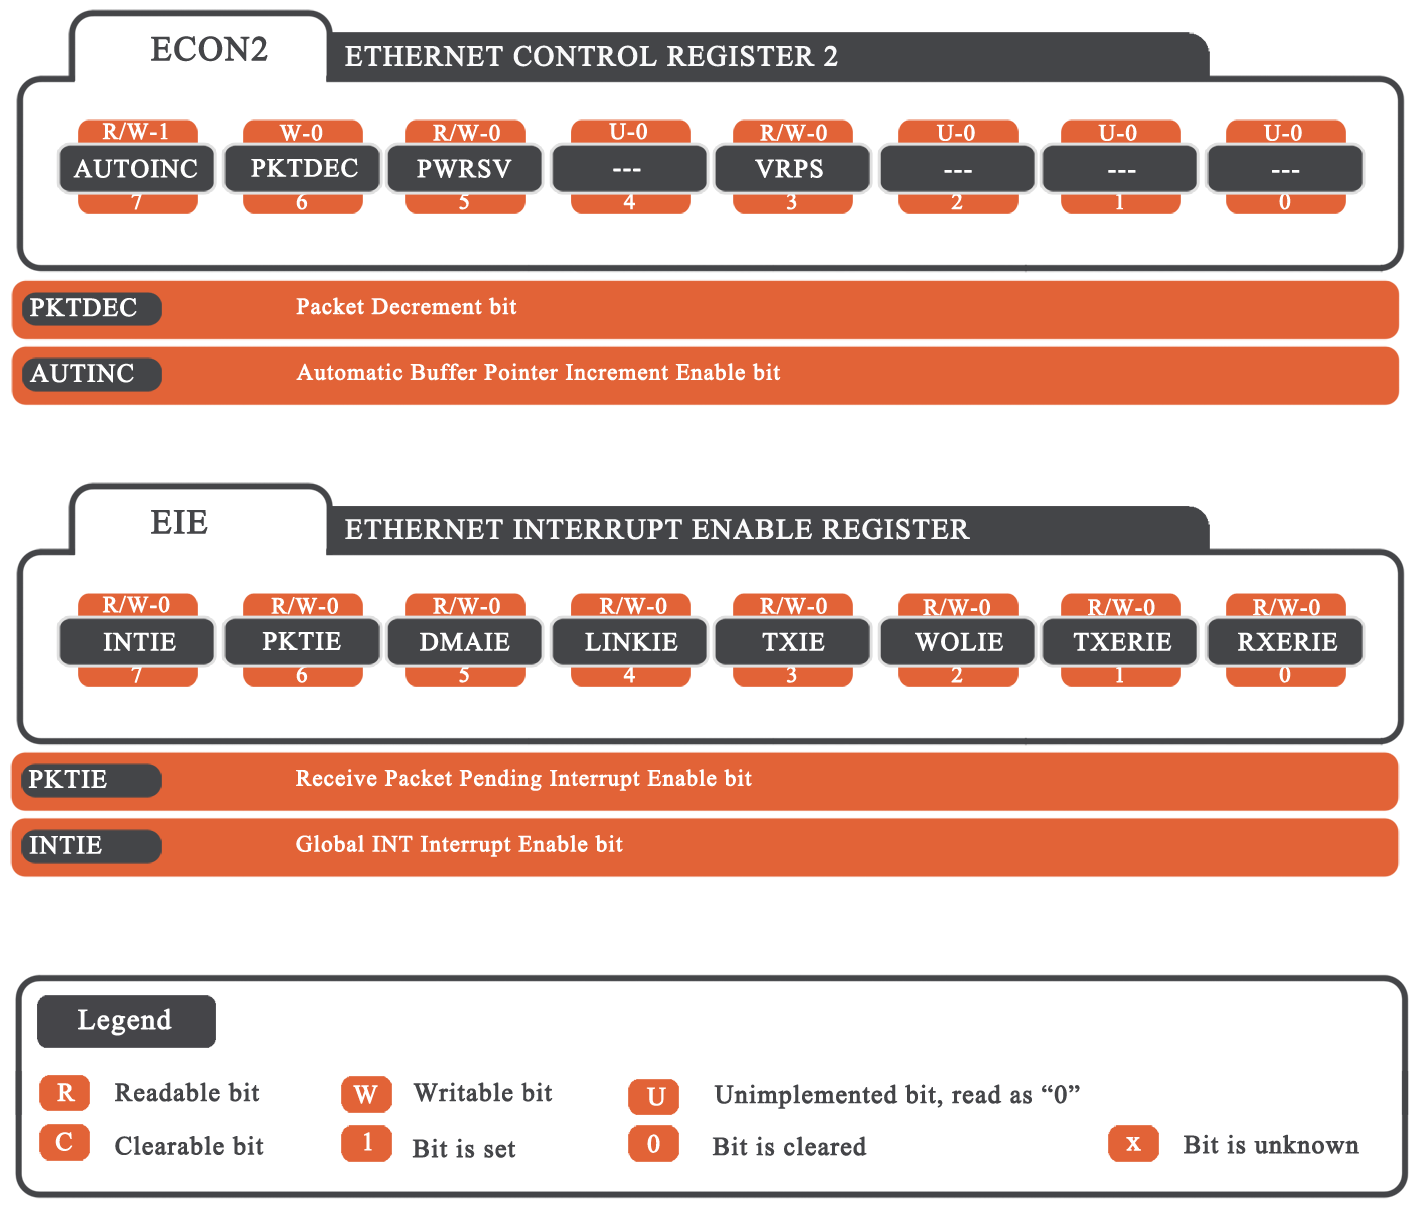 ECON2
ETHERNET CONTROL REGISTER 2
R/W-1 W-0 R/W-0 U-0 R/W-0 U-0 U-0 U-0
AUTOINC PKTDEC PWRSV --- VRPS --- --- ---
7 6 5 4 3 2 1 0
PKTDEC Packet Decrement bit
AUTINC Automatic Buffer Pointer Increment Enable bit
EIE
ETHERNET INTERRUPT ENABLE REGISTER
R/W-0 R/W-0 R/W-0 R/W-0 R/W-0 R/W-0 R/W-0 R/W-0
INTIE PKTIE DMAIE LINKIE TXIE WOLIE TXERIE RXERIE
7 6 5 4 3 2 1 0
PKTIE Receive Packet Pending Interrupt Enable bit
INTIE Global INT Interrupt Enable bit
Legend
R Readable bit W Writable bit U Unimplemented bit, read as “0”
C Clearable bit 1 Bit is set 0 Bit is cleared x Bit is unknown